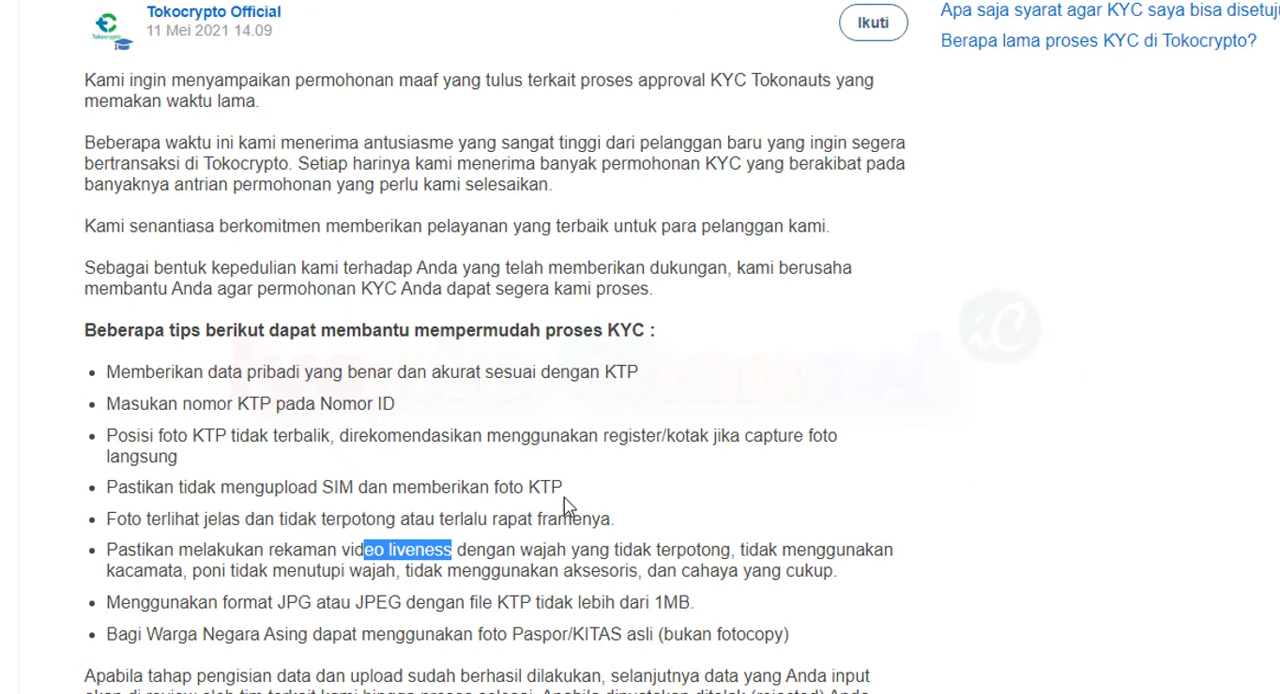 Tokocrypto Official
11 Mei 2021 14.09
Ikuti
Apa saja syarat agar KYC saya bisa
Berapa lama proses KYC di Tokocrypto?
Kami ingin menyampaikan permohonan maaf yang tulus terkait proses approval KYC Tokonauts yang
memakan waktu lama.
Beberapa waktu ini kami menerima antusiasme yang sangat tinggi dari pelanggan baru yang ingin segera
bertransaksi di Tokocrypto. Setiap harinya kami menerima banyak permohonan KYC yang berakibat pada
banyaknya antrian permohonan yang perlu kami selesaikan.
Kami senantiasa berkomitmen memberikan pelayanan yang terbaik untuk para pelanggan kami.
Sebagai bentuk kepedulian kami terhadap Anda yang telah memberikan dukungan, kami berusaha
membantu Anda agar permohonan KYC Anda dapat segera kami proses.
Beberapa tips berikut dapat membantu mempermudah proses KYC :
Memberikan data pribadi yang benar dan akurat sesuai dengan KTP
Masukan nomor KTP pada Nomor ID
Posisi foto KTP tidak terbalik, direkomendasikan menggunakan register/kotak jika capture foto
langsung
Pastikan tidak mengupload SIM dan memberikan foto KTP
Foto terlihat jelas dan tidak terpotong atau terlalu rapat framenya.
Pastikan melakukan rekaman video liveness dengan wajah yang tidak terpotong, tidak menggunakan
kacamata, poni tidak menutupi wajah, tidak menggunakan aksesoris, dan cahaya yang cukup.
Menggunakan format JPG atau JPEG dengan file KTP tidak lebih dari 1MB.
Bagi Warga Negara Asing dapat menggunakan foto Paspor/KITAS asli (bukan fotocopy)
Apabila tahap pengisian data dan upload sudah berhasil dilakukan, selanjutnya data yang Anda input